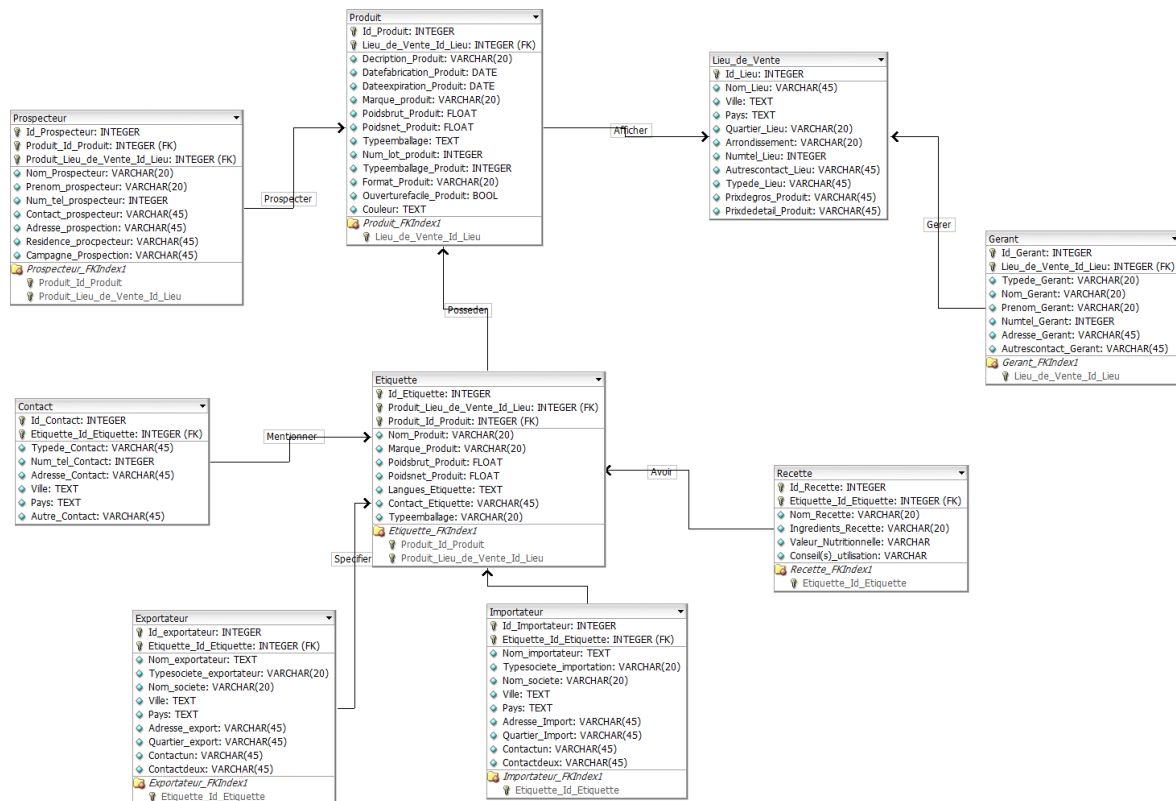 Produit
Id_Produit: INTEGER
Lieu_de_Vente_Id_Lieu: INTEGER (FK)
Decription_Produit: VARCHAR(20)
Datefabrication_Produit: DATE
Dateexpiration_Produit: DATE
Marque_produit: VARCHAR(20)
Poidsbrut_Produit: FLOAT
Poidsnet_Produit: FLOAT
Typeemballage: TEXT
Num_lot_produit: INTEGER
Typeemballage_Produit: INTEGER
Format_Produit: VARCHAR(20)
Ouverturefacile_Produit: BOOL
Couleur: TEXT
Produit_FKIndex1
Lieu_de_Vente_Id_Lieu
Lieu_de_Vente
Id_Lieu: INTEGER
Nom_Lieu: VARCHAR(45)
Ville: TEXT
Pays: TEXT
Quartier_Lieu: VARCHAR(20)
Arrondissement: VARCHAR(20)
Numtel_Lieu: INTEGER
Autrescontact_Lieu: VARCHAR(45)
Typede_Lieu: VARCHAR(45)
Prixdegros_Produit: VARCHAR(45)
Prixdedetail_Produit: VARCHAR(45)
Afficher
Prospecteur
Id_Prospecteur: INTEGER
Produit_Id_Produit: INTEGER (FK)
Produit_Lieu_de_Vente_Id_Lieu: INTEGER (FK)
Nom_Prospecteur: VARCHAR(20)
Prenom_prospecteur: VARCHAR(20)
Num_tel_prospecteur: INTEGER
Contact_prospecteur: VARCHAR(45)
Adresse_prospection: VARCHAR(45)
Residence_procpecteur: VARCHAR(45)
Campagne_Prospection: VARCHAR(45)
Prospecteur_FKIndex1
Produit_Id_Produit
Produit_Lieu_de_Vente_Id_Lieu
Prospecter
Gerer
Gerant
Id_Gerant: INTEGER
Lieu_de_Vente_Id_Lieu: INTEGER (FK)
Typede_Gerant: VARCHAR(20)
Nom_Gerant: VARCHAR(20)
Prenom_Gerant: VARCHAR(20)
Numtel_Gerant: INTEGER
Adresse_Gerant: VARCHAR(45)
Autrescontact_Gerant: VARCHAR(45)
Gerant_FKIndex1
Lieu_de_Vente_Id_Lieu
Posseder
Etiquette
Id_Etiquette: INTEGER
Produit_Lieu_de_Vente_Id_Lieu: INTEGER (FK)
Produit_Id_Produit: INTEGER (FK)
Nom_Produit: VARCHAR(20)
Marque_Produit: VARCHAR(20)
Poidsbrut_Produit: FLOAT
Poidsnet_Produit: FLOAT
Langues_Etiquette: TEXT
Contact_Etiquette: VARCHAR(45)
Typeemballage: VARCHAR(20)
Etiquette_FKIndex1
Produit_Id_Produit
Produit_Lieu_de_Vente_Id_Lieu
Contact
Id_Contact: INTEGER
Etiquette_Id_Etiquette: INTEGER (FK)
Typede_Contact: VARCHAR(45)
Num_tel_Contact: INTEGER
Adresse_Contact: VARCHAR(45)
Ville: TEXT
Pays: TEXT
Autre_Contact: VARCHAR(45)
Mentionner
Avoir
Recette
Id_Recette: INTEGER
Etiquette_Id_Etiquette: INTEGER (FK)
Nom_Recette: VARCHAR(20)
Ingredients_Recette: VARCHAR(20)
Valeur_Nutritionnelle: VARCHAR
Conseil(s)_utilisation: VARCHAR
Recette_FKIndex1
Etiquette_Id_Etiquette
Specifier
Exportateur
Id_exportateur: INTEGER
Etiquette_Id_Etiquette: INTEGER (FK)
Nom_exportateur: TEXT
Typesociete_exportateur: VARCHAR(20)
Nom_societe: VARCHAR(20)
Ville: TEXT
Pays: TEXT
Adresse_export: VARCHAR(45)
Quartier_export: VARCHAR(45)
Contactun: VARCHAR(45)
Contactdeux: VARCHAR(45)
Exportateur_FKIndex1
Etiquette_Id_Etiquette
Importateur
Id_Importateur: INTEGER
Etiquette_Id_Etiquette: INTEGER (FK)
Nom_importateur: TEXT
Typesociete_importation: VARCHAR(20)
Nom_societe: VARCHAR(20)
Ville: TEXT
Pays: TEXT
Adresse_Import: VARCHAR(45)
Quartier_Import: VARCHAR(45)
Contactun: VARCHAR(45)
Contactdeux: VARCHAR(45)
Importateur_FKIndex1
Etiquette_Id_Etiquette